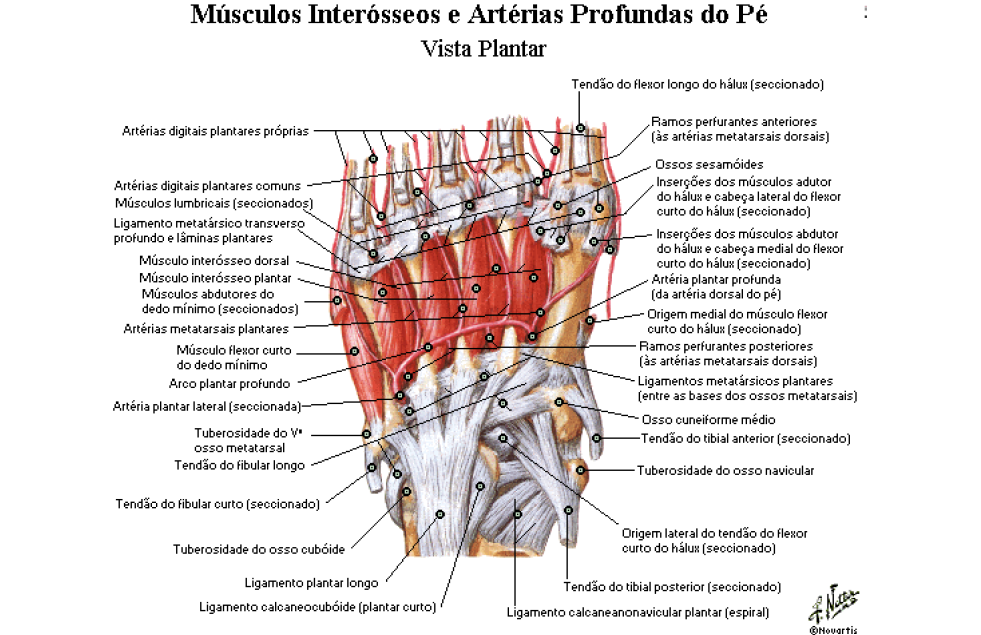 Músculos Interósseos e Artérias Profundas do Pé
Vista Plantar
Tendão do flexor longo do hálux (seccionado)
Artérias digitais plantares próprias
Ramos perfurantes anteriores
(às artérias metatarsais dorsais)
Ossos sesamóides
Artérias digitais plantares comuns
Músculos lumbricais (seccionados)
Ligamento metatársico transverso
profundo e lâminas plantares
Inserções dos músculos adutor
do hálux e cabeça lateral do flexor
curto do hálux (seccionado)
Inserções dos músculos abdutor
do hálux e cabeça medial do flexor
curto do hálux (seccionado)
Músculo interósseo dorsal
Músculo interósseo plantar
Músculos abdutores do
dedo mínimo (seccionados)
Artéria plantar profunda
(da artéria dorsal do pé)
Artérias metatarsais plantares
Origem medial do músculo flexor
curto do hálux (seccionado)
Músculo flexor curto
do dedo mínimo
Ramos perfurantes posteriores
(às artérias metatarsais dorsais)
Arco plantar profundo
Ligamentos metatársicos plantares
(entre as bases dos ossos metatarsais)
Artéria plantar lateral (seccionada)
Osso cuneiforme médio
Tuberosidade do Vº
osso metatarsal
Tendão do tibial anterior (seccionado)
Tendão do fibular longo
Tuberosidade do osso navicular
Tendão do fibular curto (seccionado)
Origem lateral do tendão do flexor
curto do hálux (seccionado)
Tuberosidade do osso cubóide
Ligamento plantar longo
Tendão do tibial posterior (seccionado)
Ligamento calcaneocubóide (plantar curto)
Ligamento calcaneanonavicular plantar (espiral)
©Novartis